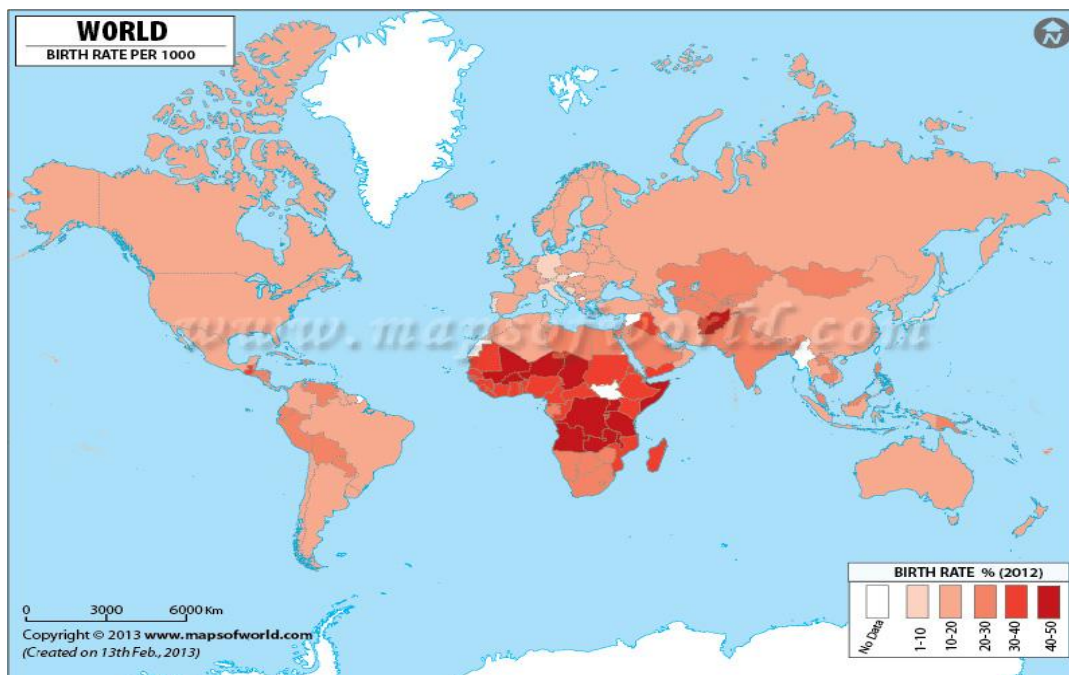 WORLD
BIRTH RATE PER 1000
N
www.mapsofworld.com
BIRTH RATE % (2012)
No Data
1-10
10-20
20-30
30-40
40-50
0 3000 6000 Km
Copyright © 2013 www.mapsofworld.com
(Created on 13th Feb., 2013)